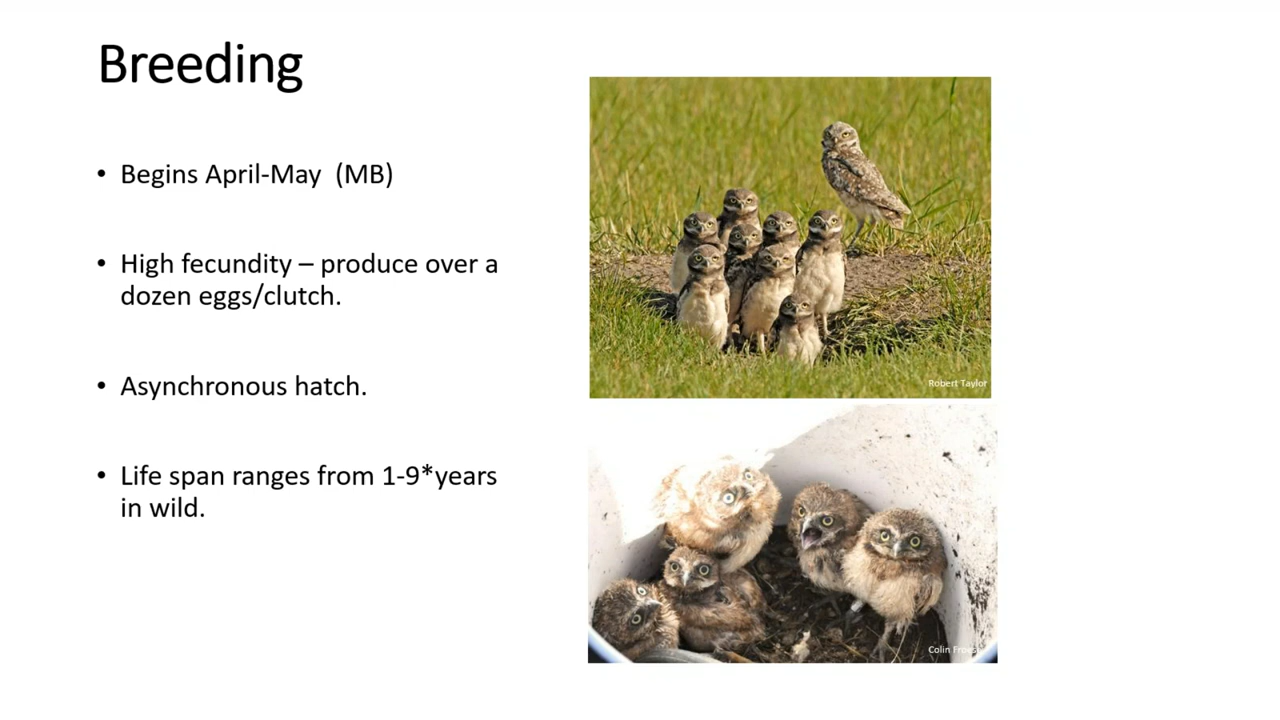 Breeding
• Begins April-May (MB)
• High fecundity – produce over a
dozen eggs/clutch.
• Asynchronous hatch.
• Life span ranges from 1-9*years
in wild.
Robert Taylor
Colin